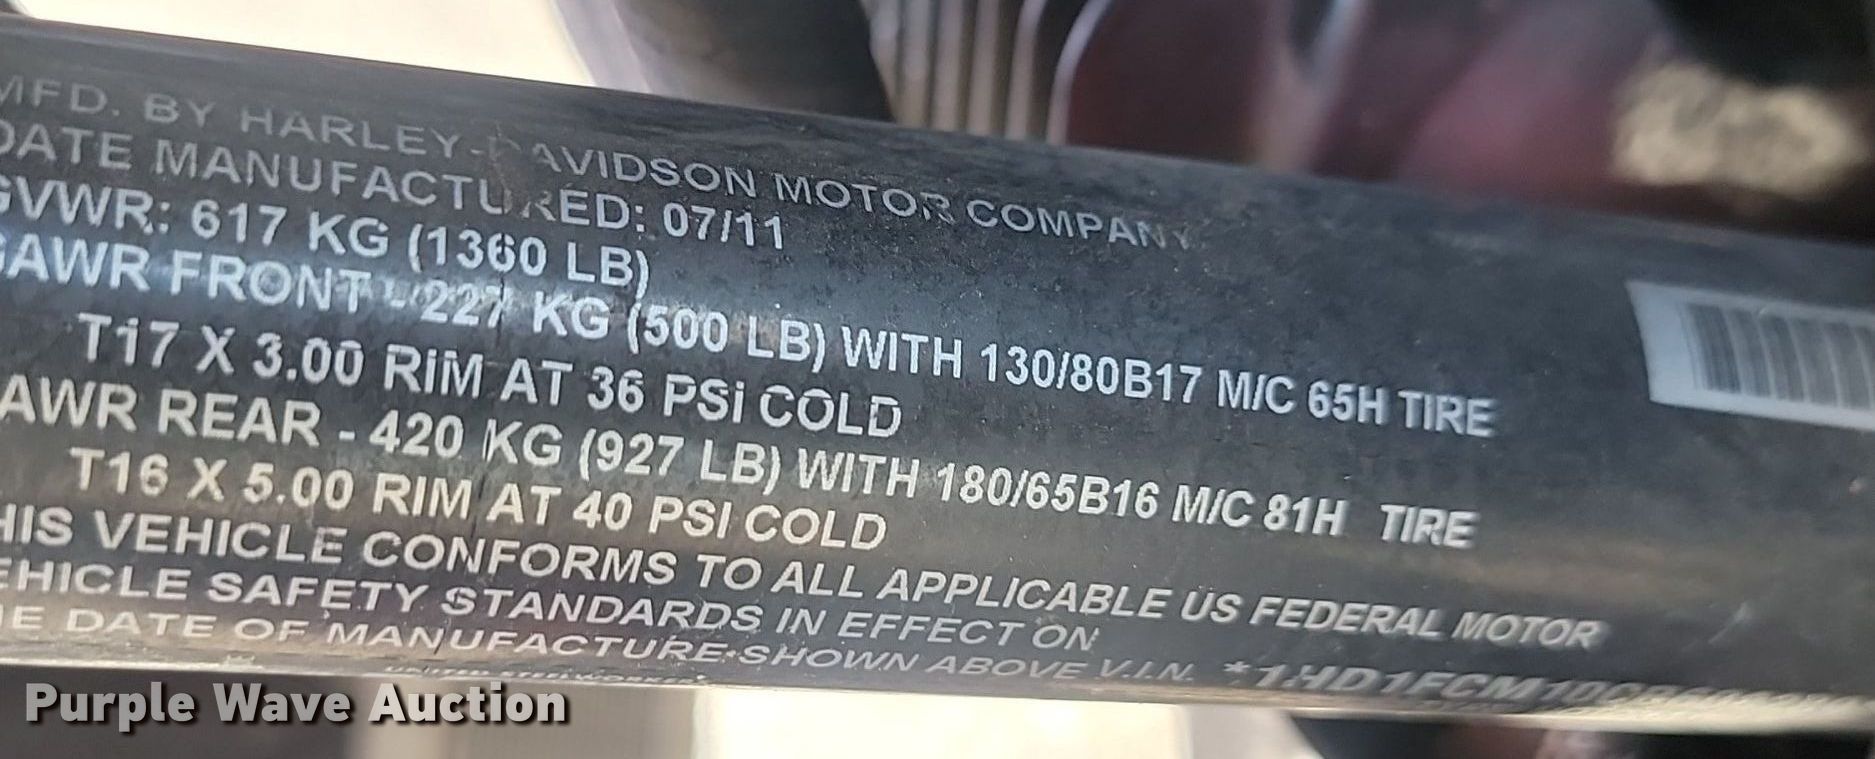 MFD. BY HARLEY-DAVIDSON MOTOR COMPANY
DATE MANUFACTURED: 07/11
GVWR: 617 KG (1360 LB)
GAWR FRONT - 227 KG (500 LB) WITH 130/80B17 M/C 65H TIRE
T17 X 3.00 RIM AT 36 PSI COLD
AWR REAR - 420 KG (927 LB) WITH 180/65B16 M/C 81H TIRE
T16 X 5.00 RIM AT 40 PSI COLD
HIS VEHICLE CONFORMS TO ALL APPLICABLE US FEDERAL MOTOR
EHICLE SAFETY STANDARDS IN EFFECT ON
HE DATE OF MANUFACTURE SHOWN ABOVE V.I.N.
Purple Wave Auction